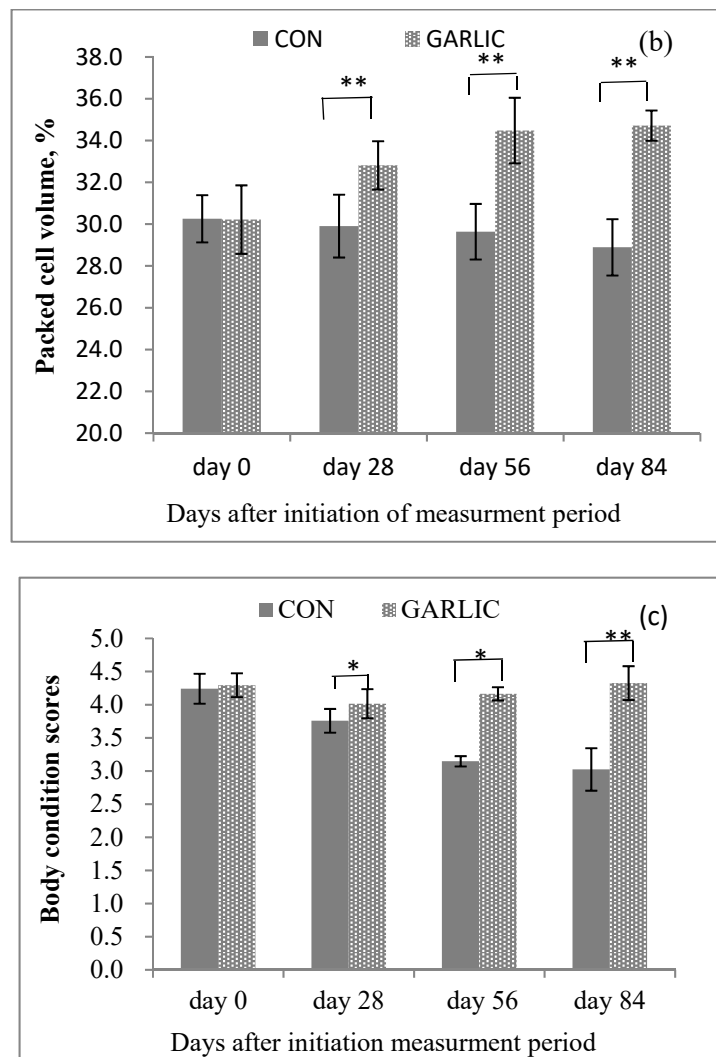 CON GARLIC (b)
38.0
36.0
34.0
32.0
30.0
28.0
26.0
24.0
22.0
20.0
Packed cell volume, %
** ** **
day 0 day 28 day 56 day 84
Days after initiation of measurment period
CON GARLIC (c)
5.0
4.5
4.0
3.5
3.0
2.5
2.0
1.5
1.0
0.5
0.0
Body condition scores
* * **
day 0 day 28 day 56 day 84
Days after initiation measurment period